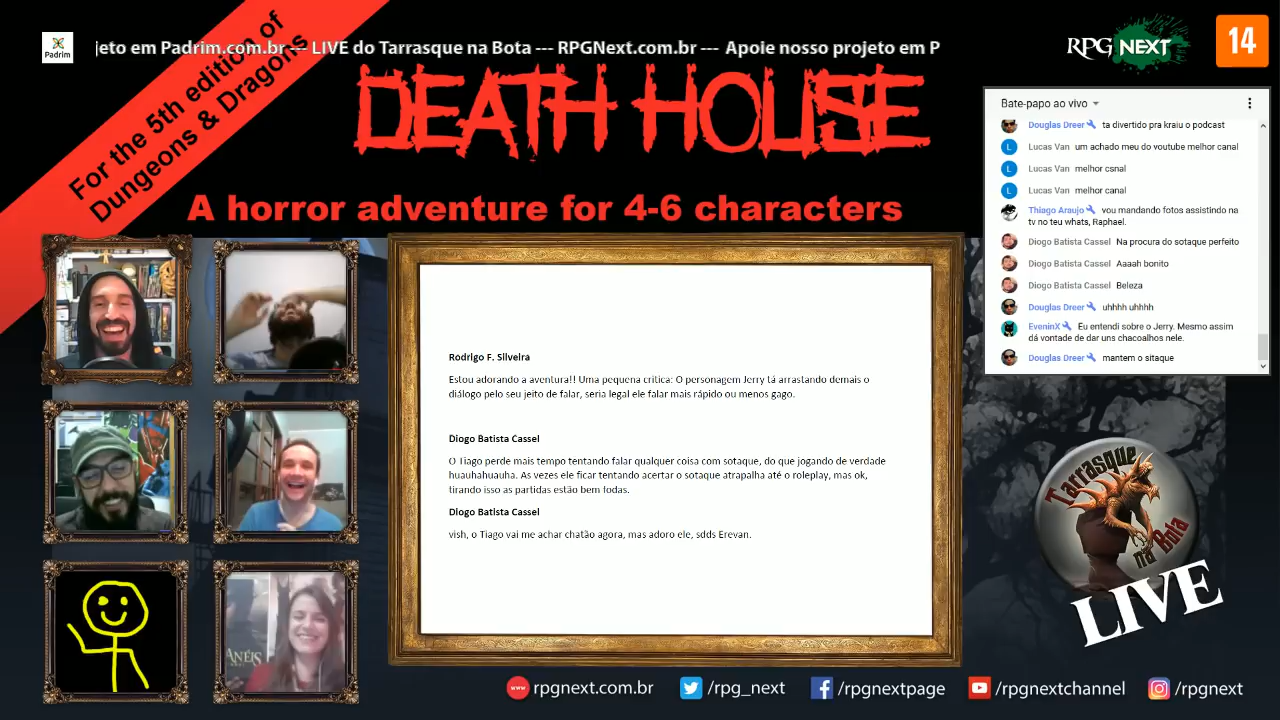 Padrim
jeto em Padrim.com.br --- LIVE do Tarrasque na Bota --- RPGNext.com.br --- Apoie nosso projeto em P
RPG NEXT
14
For the 5th edition of
Dungeons & Dragons
DEATH HOUSE
A horror adventure for 4-6 characters
Bate-papo ao vivo
Douglas Dreer ta divertido pra kraiu o podcast
Lucas Van um achado meu do youtube melhor canal
Lucas Van melhor csnal
Lucas Van melhor canal
Thiago Araujo vou mandando fotos assistindo na
tv no teu whats, Raphael.
Diogo Batista Cassel Na procura do sotaque perfeito
Diogo Batista Cassel Aaaah bonito
Diogo Batista Cassel Beleza
Douglas Dreer uhhhh uhhhh
EveninX Eu entendi sobre o Jerry. Mesmo assim
dá vontade de dar uns chacoalhos nele.
Douglas Dreer mantem o sitaque
Rodrigo F. Silveira
Estou adorando a aventura!! Uma pequena critica: O personagem Jerry tá arrastando demais o
diálogo pelo seu jeito de falar, seria legal ele falar mais rápido ou menos gago.
Diogo Batista Cassel
O Tiago perde mais tempo tentando falar qualquer coisa com sotaque, do que jogando de verdade
huauhahuauha. As vezes ele ficar tentando acertar o sotaque atrapalha até o roleplay, mas ok,
tirando isso as partidas estão bem fodas.
Diogo Batista Cassel
vish, o Tiago vai me achar chatão agora, mas adoro ele, sdds Erevan.
Tarrasque
na Bota
LIVE
ANÉIS
www rpgnext.com.br
/rpg_next
/rpgnextpage
/rpgnextchannel
/rpgnext